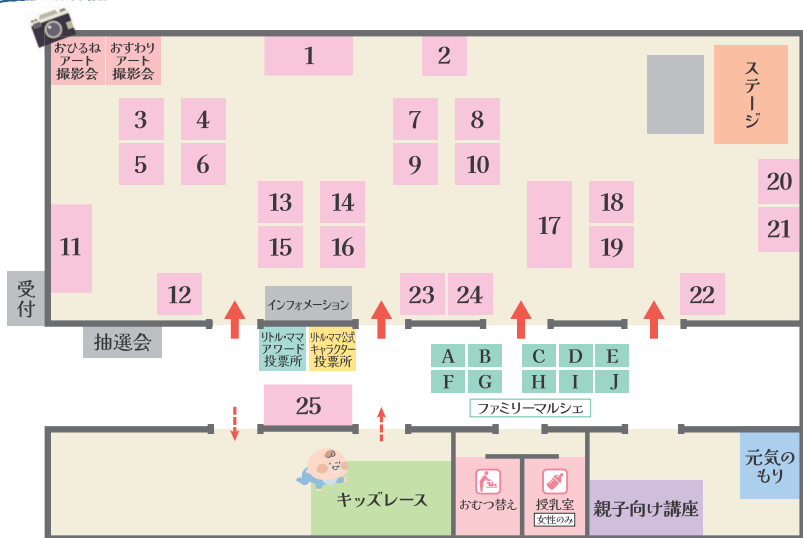 おひるね
アート
撮影会
おすわり
アート
撮影会
1
2
ステージ
3
4
5
6
7
8
9
10
11
12
13
14
15
16
17
18
19
20
21
22
23
24
受付
抽選会
インフォメーション
リトル・ママ
アワード
投票所
リトル・ママ公式
キャラクター
投票所
25
A
B
C
D
E
F
G
H
I
J
ファミリーマルシェ
キッズレース
おむつ替え
授乳室
女性のみ
親子向け講座
元気の
もり